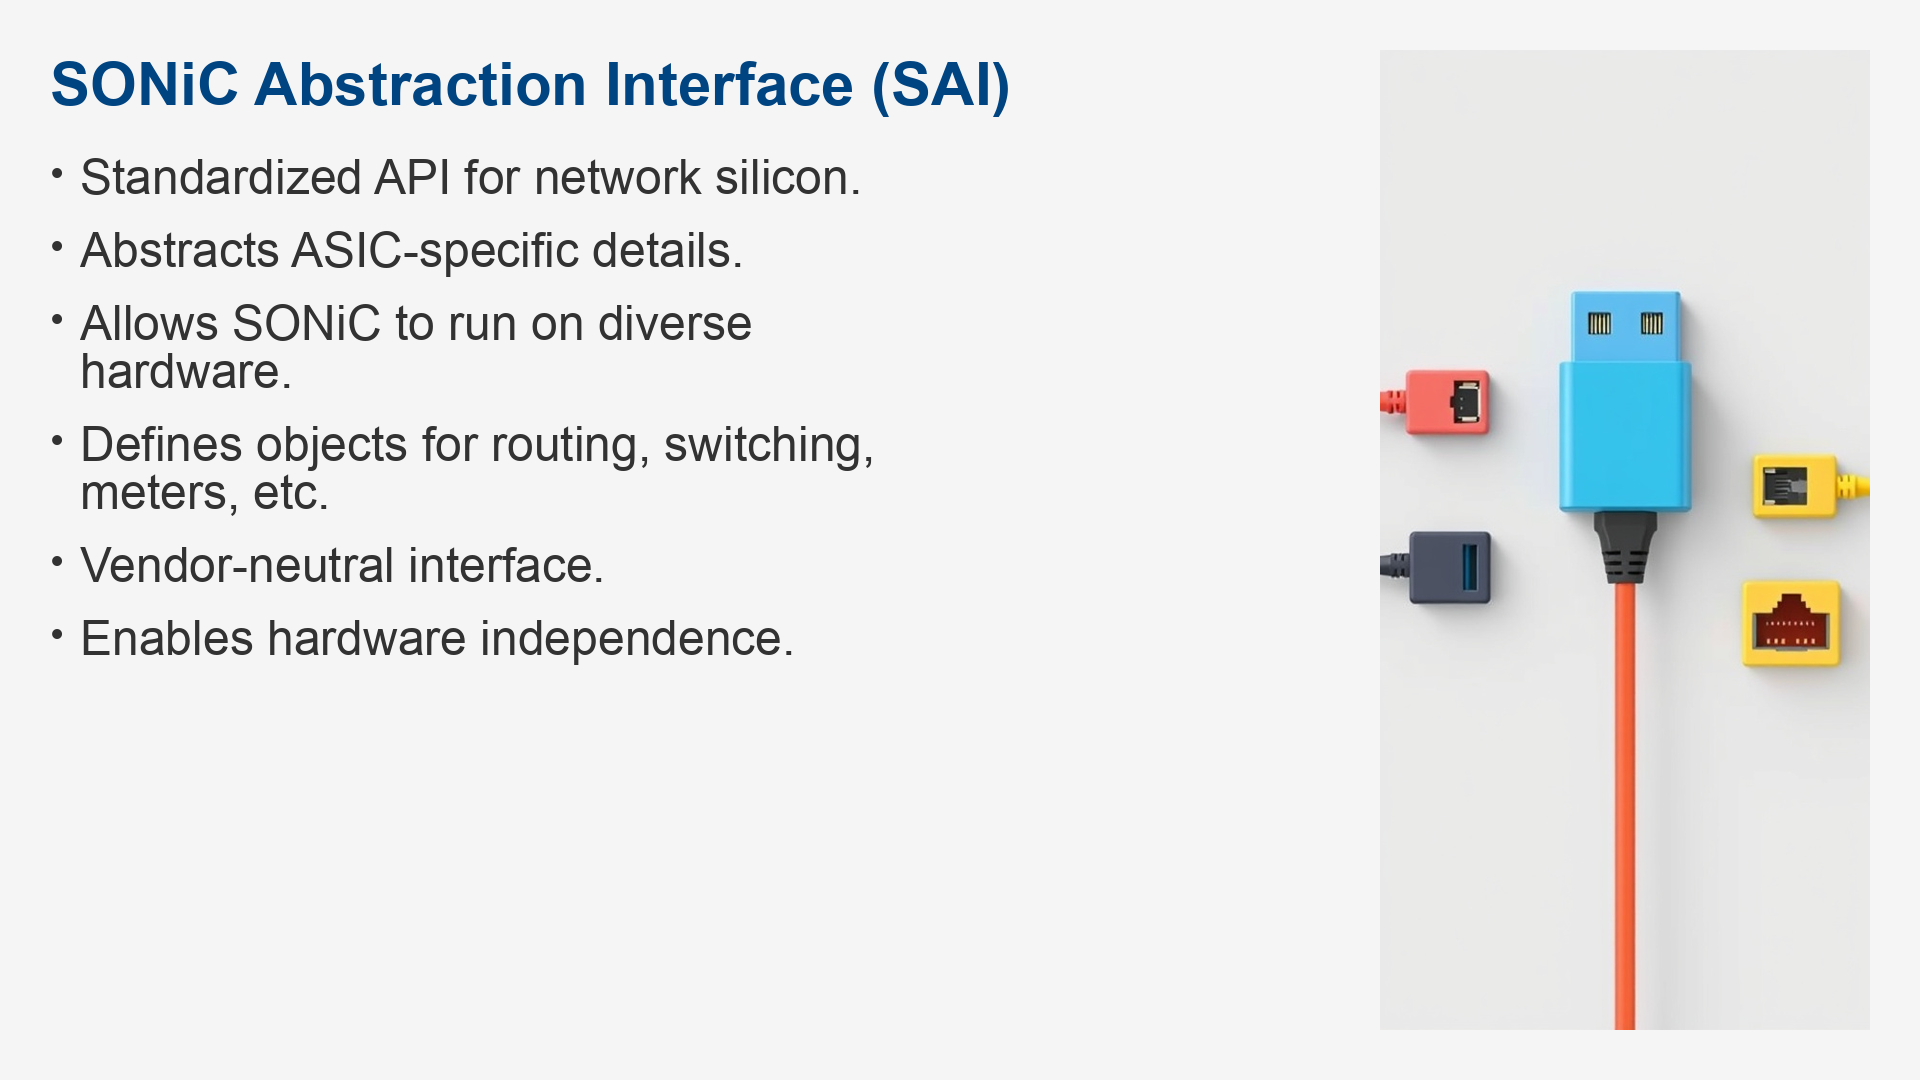 SONiC Abstraction Interface (SAI)
• Standardized API for network silicon.
• Abstracts ASIC-specific details.
• Allows SONiC to run on diverse
hardware.
• Defines objects for routing, switching,
meters, etc.
• Vendor-neutral interface.
• Enables hardware independence.